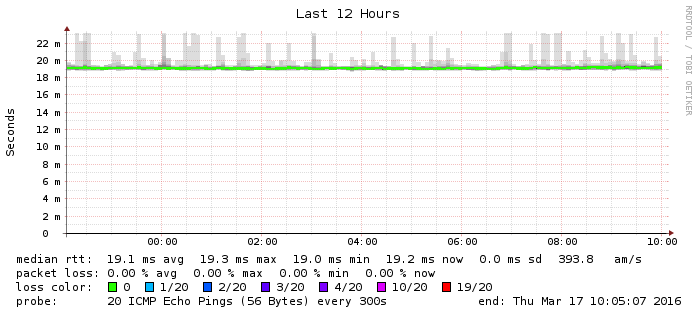 Last 12 Hours
RRDTOOL / TOBI OETIKER
Seconds
22 m
20 m
18 m
16 m
14 m
12 m
10 m
8 m
6 m
4 m
2 m
0
00:00 02:00 04:00 06:00 08:00 10:00
median rtt: 19.1 ms avg 19.3 ms max 19.0 ms min 19.2 ms now 0.0 ms sd 393.8 am/s
packet loss: 0.00 % avg 0.00 % max 0.00 % min 0.00 % now
loss color: 0 1/20 2/20 3/20 4/20 10/20 19/20
probe: 20 ICMP Echo Pings (56 Bytes) every 300s end: Thu Mar 17 10:05:07 2016